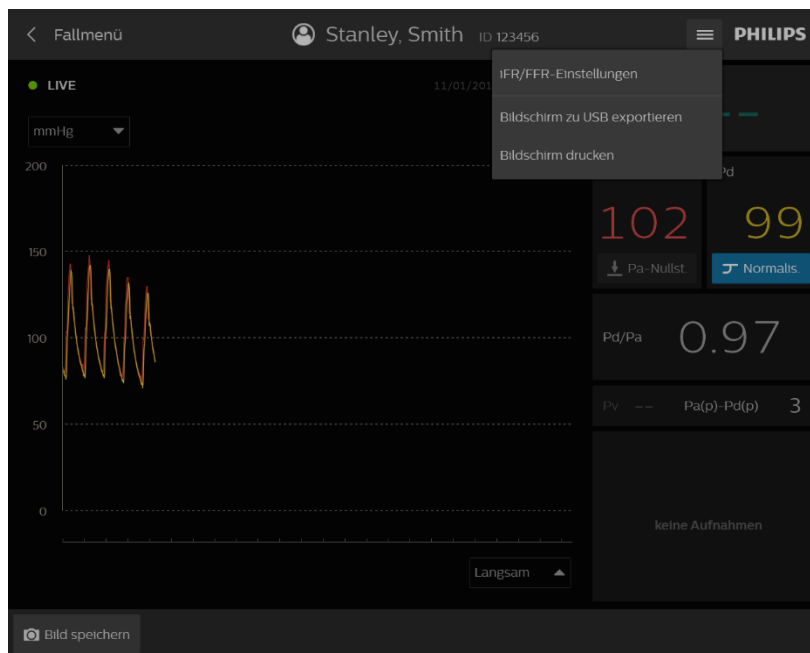 Fallmenü
Stanley, Smith ID 123456
PHILIPS
LIVE
11/01/201
iFR/FFR-Einstellungen
Bildschirm zu USB exportieren
Bildschirm drucken
mmHg
200
150
100
50
0
Langsam
--
Pd
102
99
Pa-Nullst.
Normalis.
Pd/Pa 0.97
Pv -- Pa(p)-Pd(p) 3
keine Aufnahmen
Bild speichern